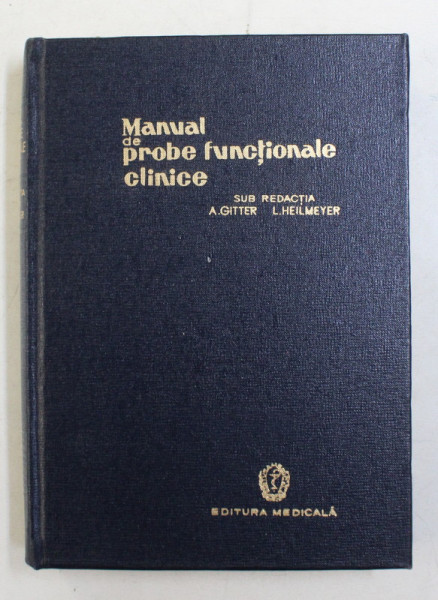 Manual
de
probe funcționale
clinice
SUB REDACȚIA
A.GITTER L.HEILMEYER
EDITURA MEDICALĂ